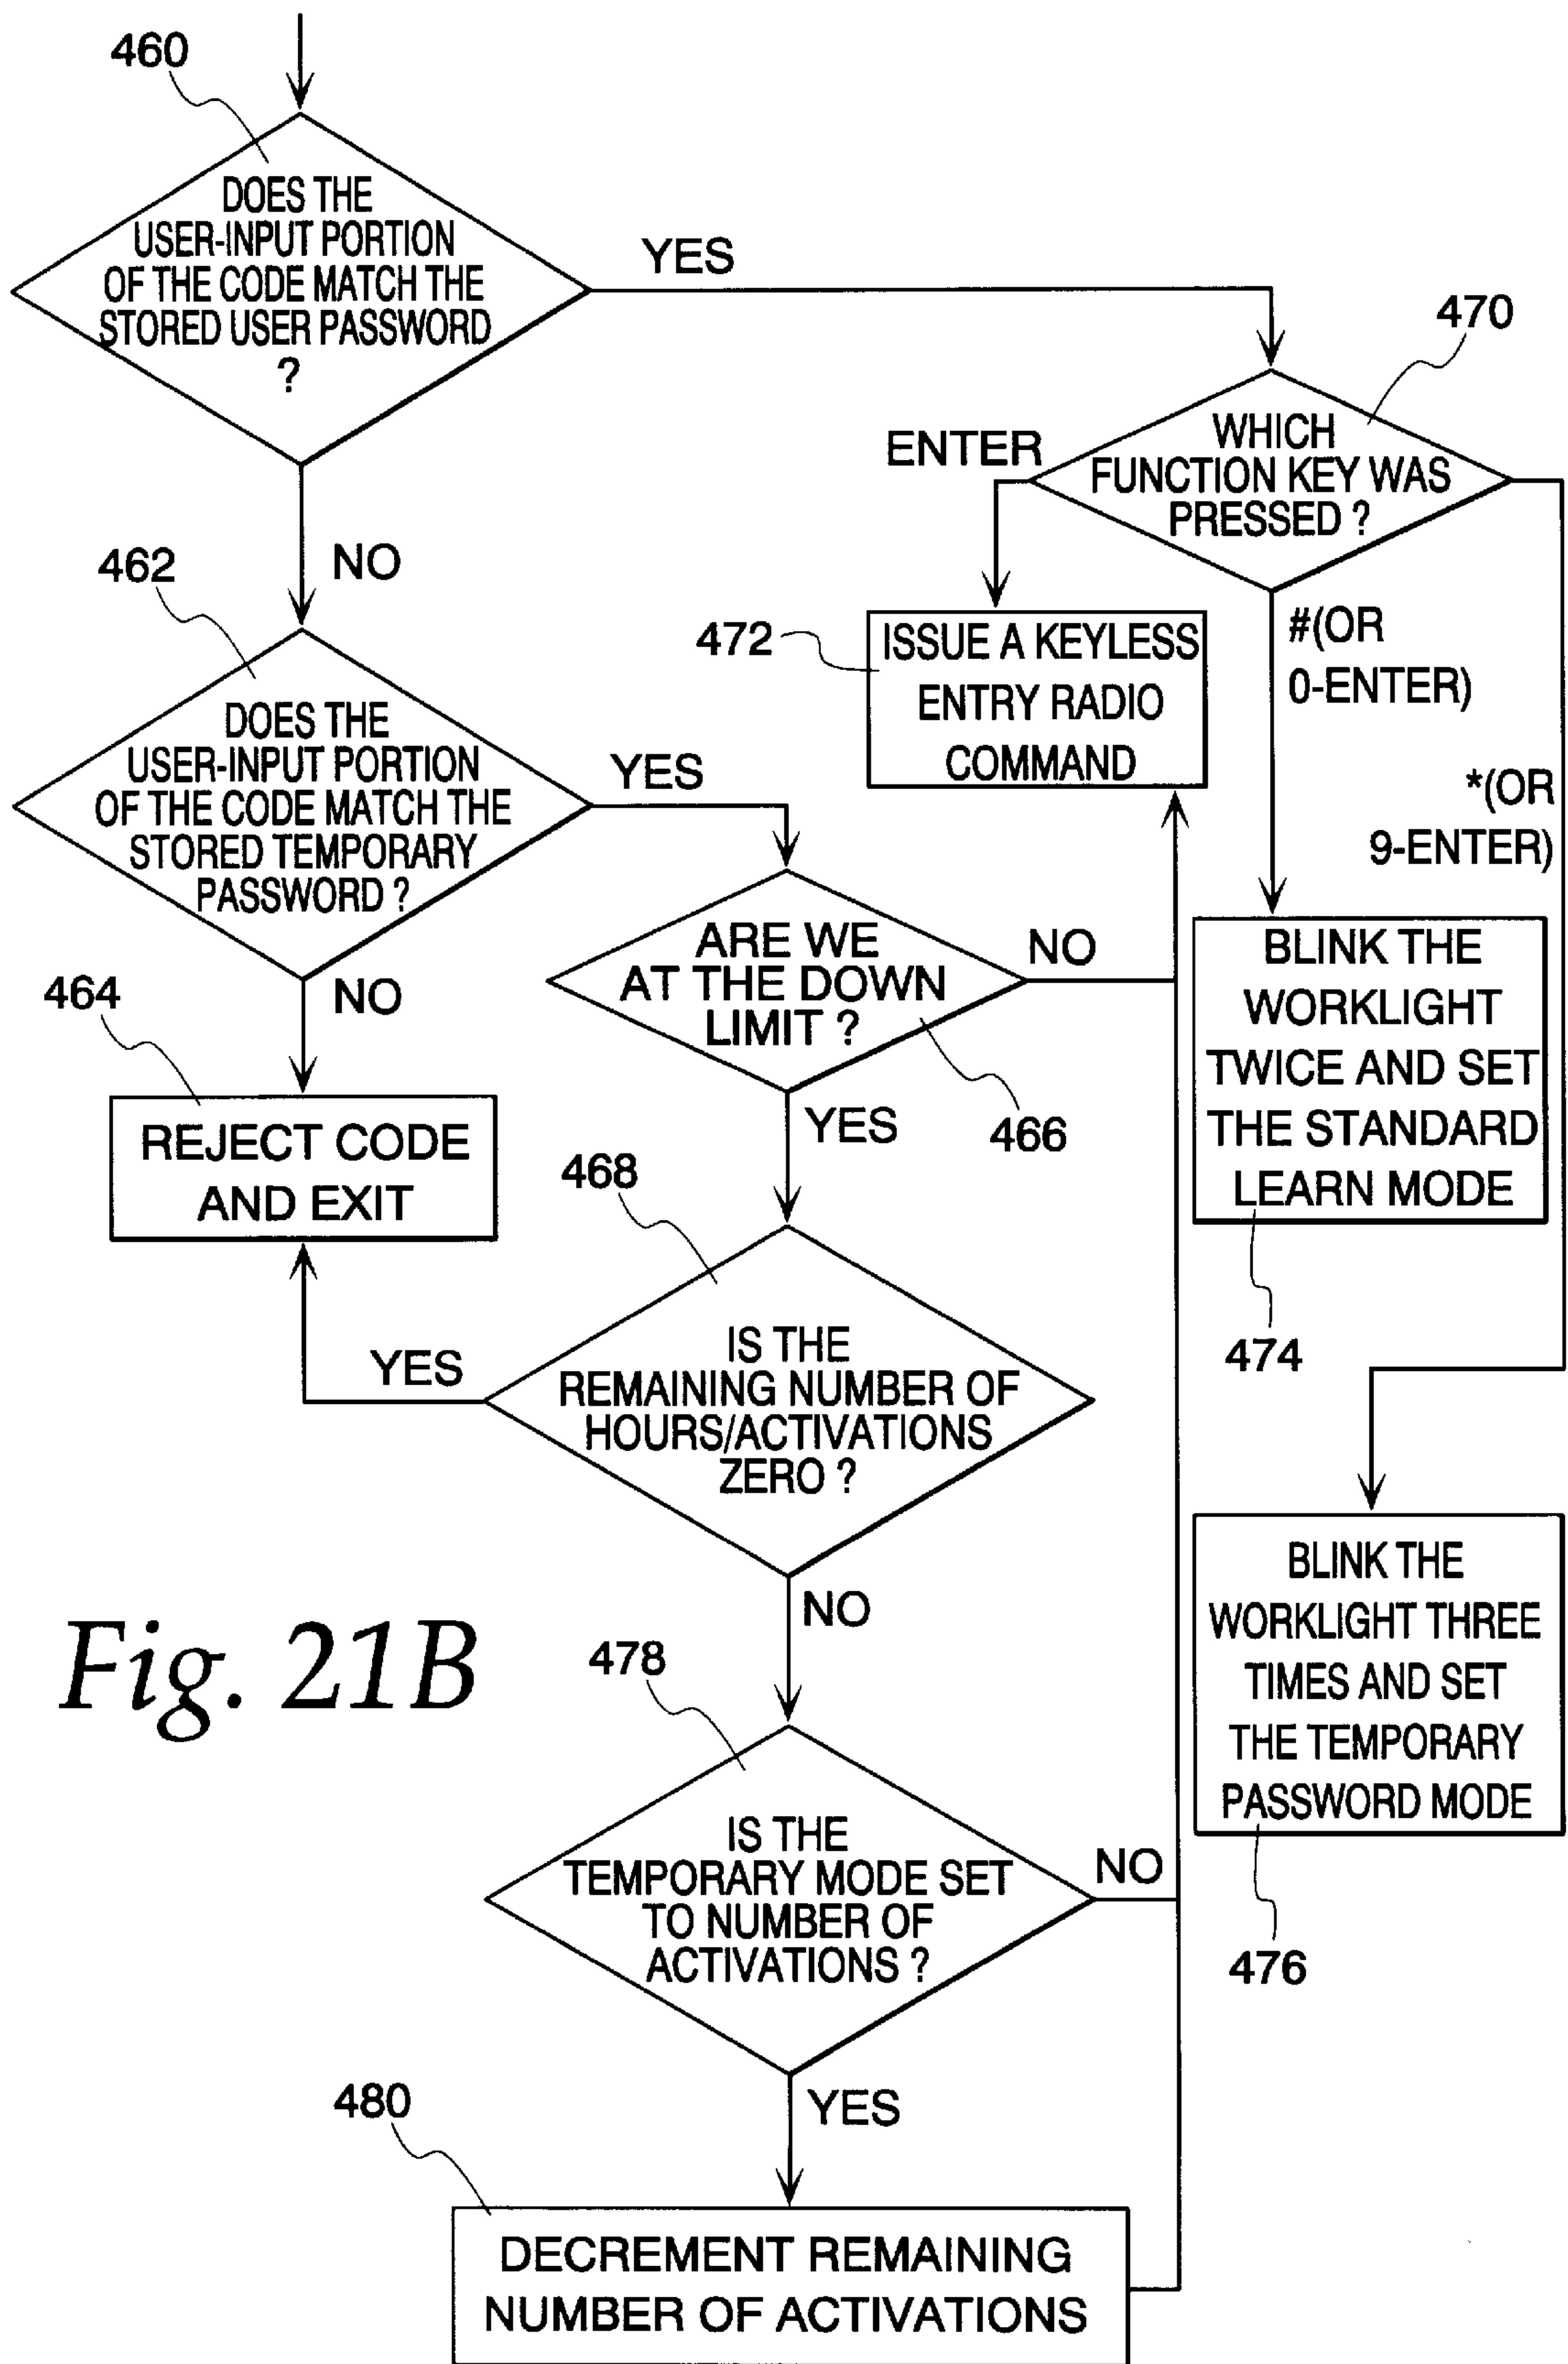 460
DOES THE
USER-INPUT PORTION
OF THE CODE MATCH THE
STORED USER PASSWORD
?
YES
NO
470
WHICH
FUNCTION KEY WAS
PRESSED ?
ENTER
#(OR
0-ENTER)
*(OR
9-ENTER)
472
ISSUE A KEYLESS
ENTRY RADIO
COMMAND
462
DOES THE
USER-INPUT PORTION
OF THE CODE MATCH THE
STORED TEMPORARY
PASSWORD ?
YES
NO
464
REJECT CODE
AND EXIT
ARE WE
AT THE DOWN
LIMIT ?
NO
YES
466
BLINK THE
WORKLIGHT
TWICE AND SET
THE STANDARD
LEARN MODE
474
468
IS THE
REMAINING NUMBER OF
HOURS/ACTIVATIONS
ZERO ?
YES
NO
BLINK THE
WORKLIGHT THREE
TIMES AND SET
THE TEMPORARY
PASSWORD MODE
476
Fig. 21B
478
IS THE
TEMPORARY MODE SET
TO NUMBER OF
ACTIVATIONS ?
NO
YES
480
DECREMENT REMAINING
NUMBER OF ACTIVATIONS